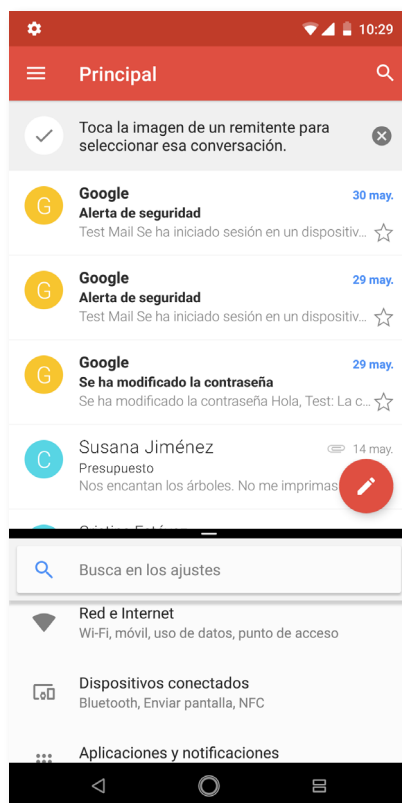 10:29
Principal
Toca la imagen de un remitente para
seleccionar esa conversación.
G
Google
30 may.
Alerta de seguridad
Test Mail Se ha iniciado sesión en un dispositiv...
G
Google
29 may.
Alerta de seguridad
Test Mail Se ha iniciado sesión en un dispositiv...
G
Google
29 may.
Se ha modificado la contraseña
Se ha modificado la contraseña Hola, Test: La c...
C
Susana Jiménez
14 may.
Presupuesto
Nos encantan los árboles. No me imprimas
Busca en los ajustes
Red e Internet
Wi-Fi, móvil, uso de datos, punto de acceso
Dispositivos conectados
Bluetooth, Enviar pantalla, NFC
Aplicaciones y notificaciones